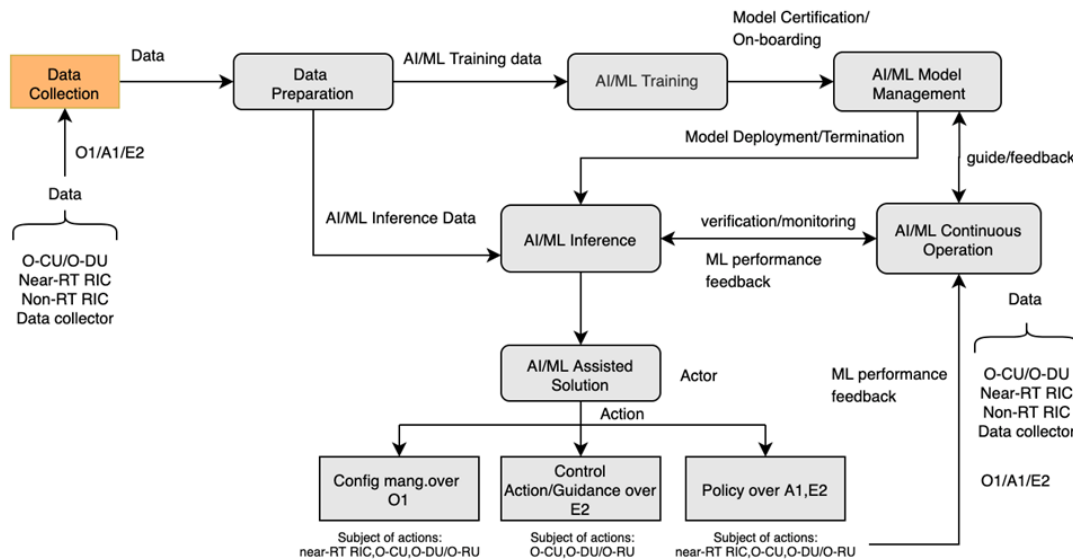 Model Certification/
On-boarding
Data
AI/ML Training data
Data
Collection
Data
Preparation
AI/ML Training
AI/ML Model
Management
O1/A1/E2
Model Deployment/Termination
guide/feedback
Data
AI/ML Inference Data
AI/ML Inference
verification/monitoring
ML performance
feedback
AI/ML Continuous
Operation
O-CU/O-DU
Near-RT RIC
Non-RT RIC
Data collector
Data
AI/ML Assisted
Solution
Actor
ML performance
feedback
O-CU/O-DU
Near-RT RIC
Non-RT RIC
Data collector
Action
Config mang.over
O1
Control
Action/Guidance over
E2
Policy over A1,E2
O1/A1/E2
Subject of actions:
near-RT RIC,O-CU,O-DU/O-RU
Subject of actions:
O-CU,O-DU/O-RU
Subject of actions:
near-RT RIC,O-CU,O-DU/O-RU